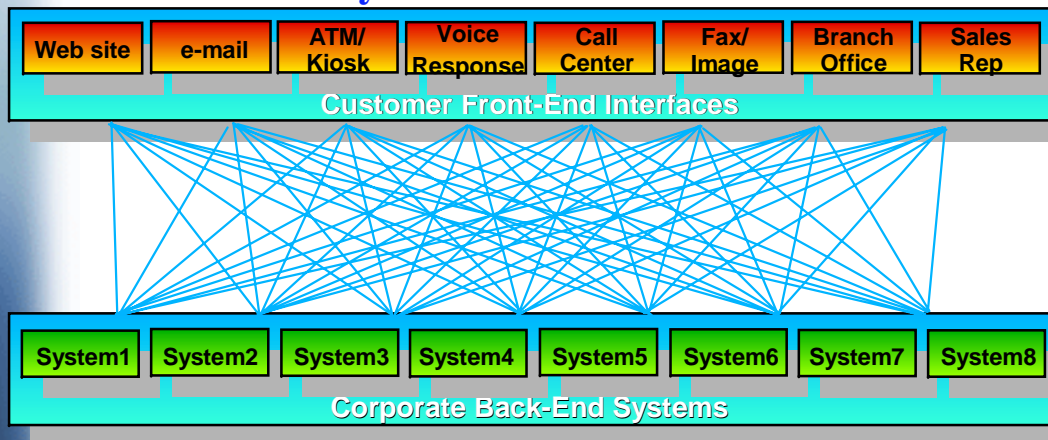 Web site
e-mail
ATM/
Kiosk
Voice
Response
Call
Center
Fax/
Image
Branch
Office
Sales
Rep
Customer Front-End Interfaces
System1
System2
System3
System4
System5
System6
System7
System8
Corporate Back-End Systems